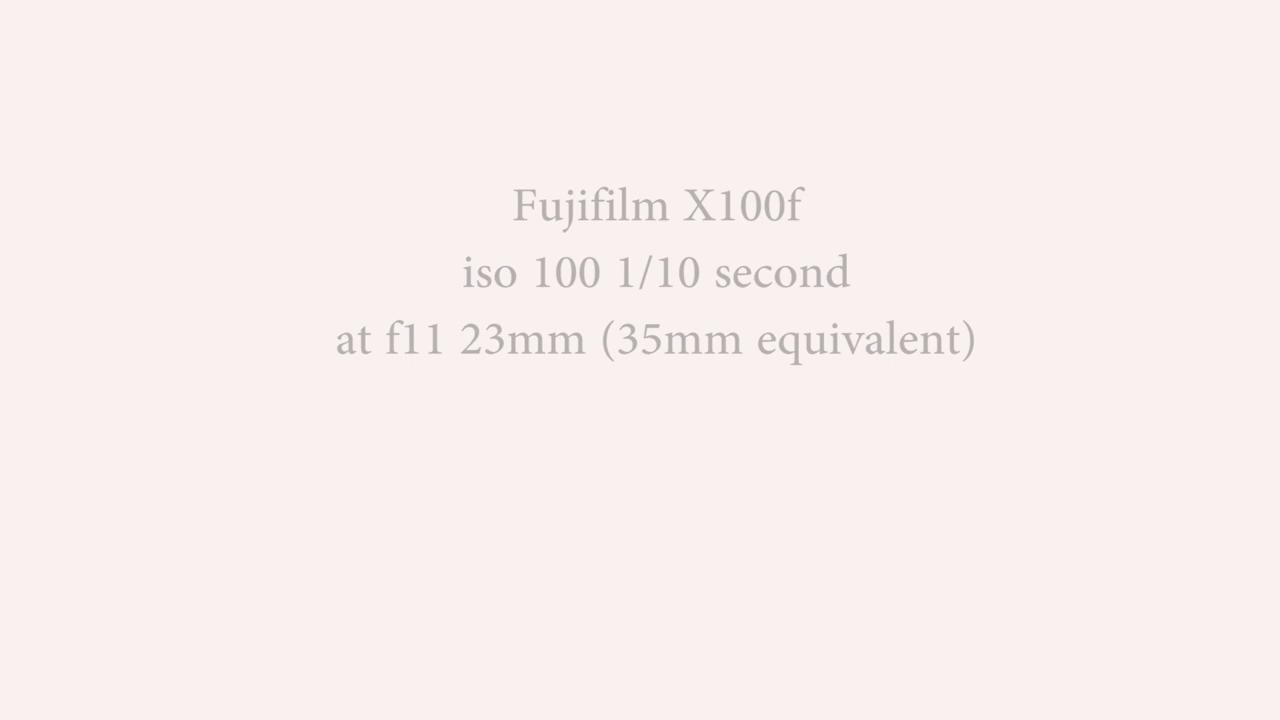 Fujifilm X100f
iso 100 1/10 second
at f11 23mm (35mm equivalent)